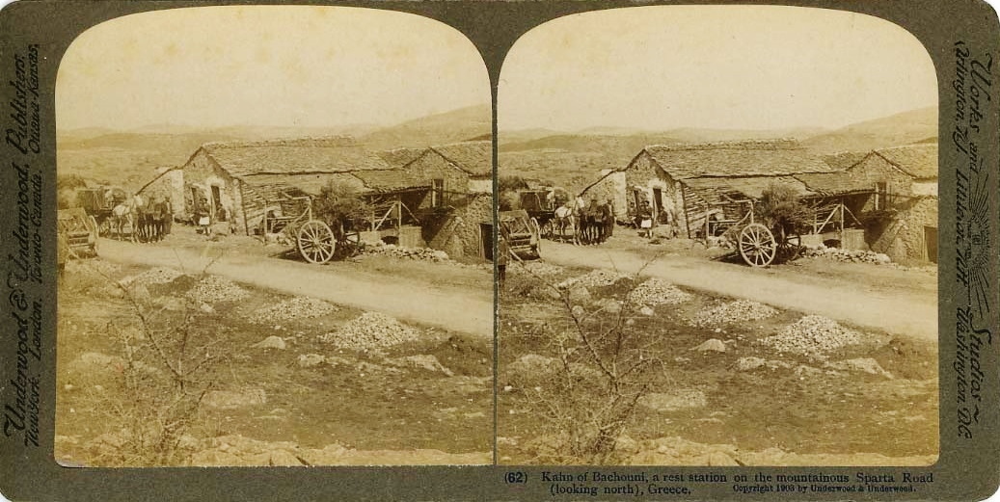 Underwood & Underwood, Publishers.
New York. London. Toronto-Canada. Ottawa-Kansas.
Works and Studios ~
Arlington, N.J. Littleton, N.H. Washington, D.C.
(62) Kahn of Bachouni, a rest station on the mountainous Sparta Road
(looking north), Greece. Copyright 1903 by Underwood & Underwood.